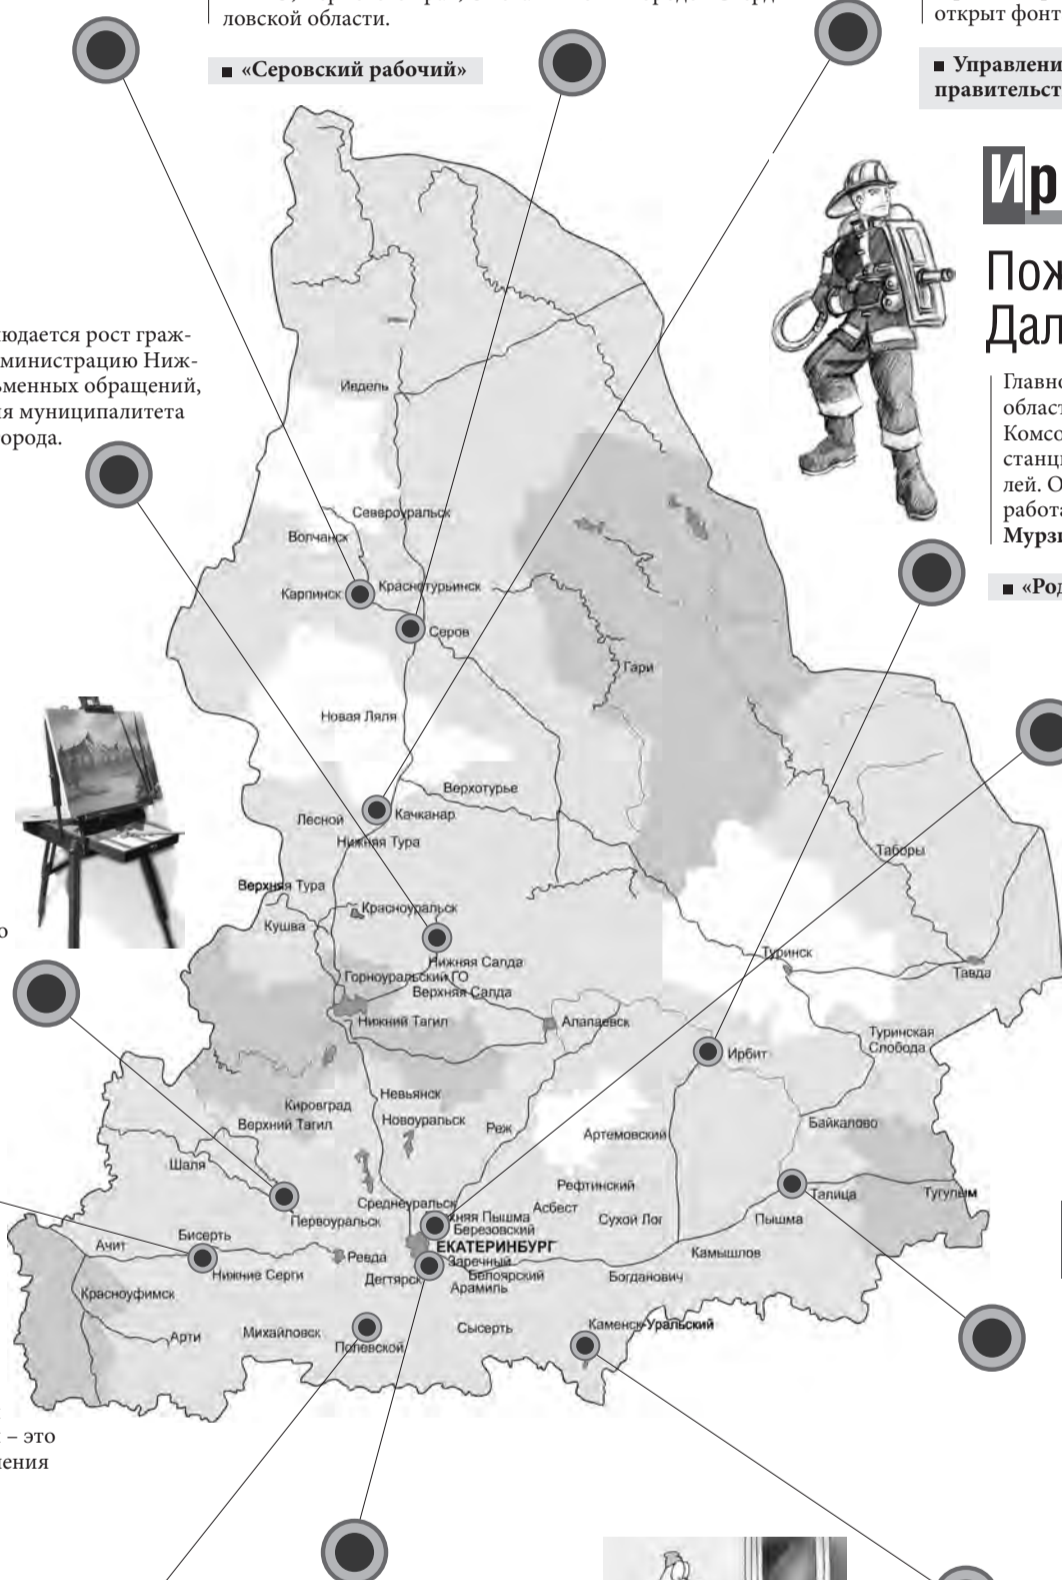 ловской области.
■ «Серовский рабочий»
открыт фонт
■ Управлени
правительст
Ир
Пож
Дал
Главно
област
Комсо
станц
лей. О
работа
Мурзи
■ «Род
людается рост граж-
министрацию Ниж-
ьменных обращений,
ия муниципалитета
орода.
Ивдель
Североуральск
Волчанск
Карпинск
Краснотурьинск
Серов
Гари
Новая Ляля
Верхотурье
Лесной
Качканар
Нижняя Тура
Таборы
Верхняя Тура
Красноуральск
Кушва
Нижняя Салда
Туринск
Тавда
Горноуральский ГО
Верхняя Салда
Нижний Тагил
Алапаевск
Туринская
Слобода
Ирбит
Невьянск
Кировград
Новоуральск
Верхний Тагил
Реж
Артемовский
Байкалово
Шаля
Рефтинский
Талица
Тугулым
Среднеуральск
Асбест
Первоуральск
хняя Пышма
Сухой Лог
Пышма
Березовский
Бисерть
Ачит
ЕКАТЕРИНБУРГ
Камышлов
Ревда
Заречный
Нижние Серги
Дегтярск
Белоярский
Богданович
Арамиль
Красноуфимск
Арти
Михайловск
Полевской
Сысерть
Каменск-Уральский
о
– это
ления